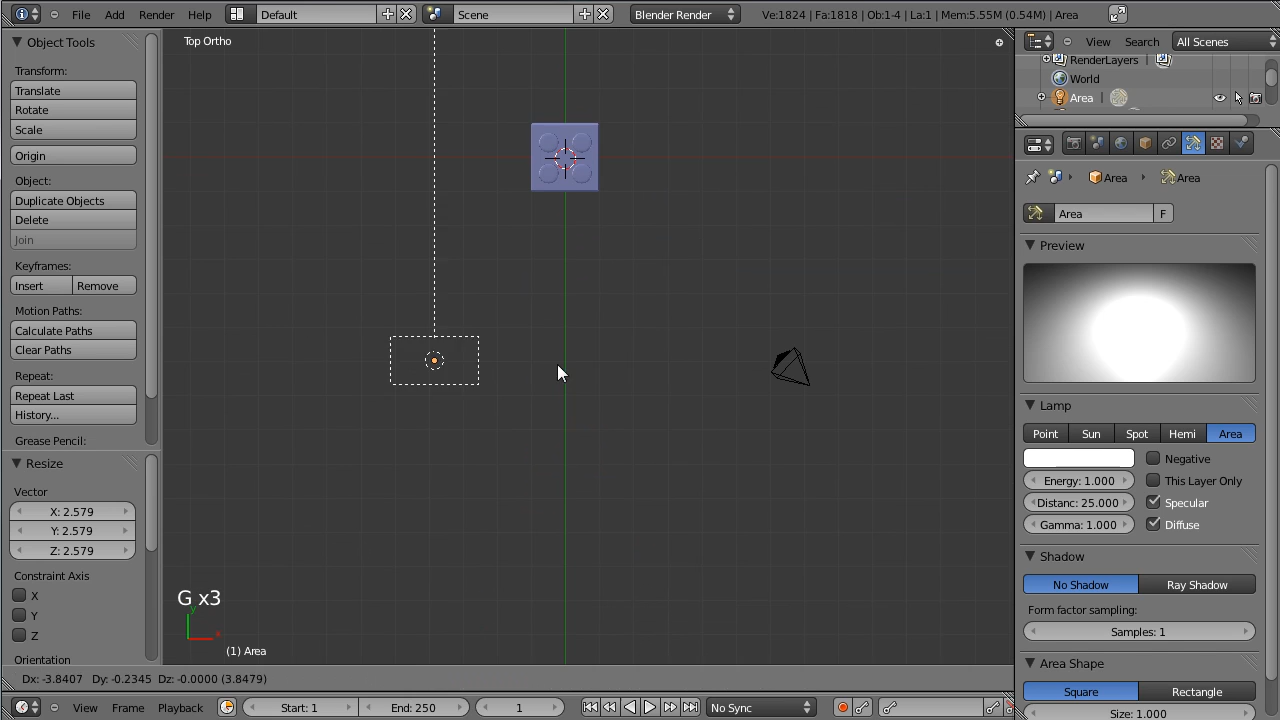 File Add Render Help Default Scene Blender Render Ve:1824 | Fa:1818 | Ob:1-4 | La:1 | Mem:5.55M (0.54M) | Area
Object Tools
Transform:
Translate
Rotate
Scale
Origin
Object:
Duplicate Objects
Delete
Join
Keyframes:
Insert Remove
Motion Paths:
Calculate Paths
Clear Paths
Repeat:
Repeat Last
History...
Grease Pencil:
Resize
Vector
X: 2.579
Y: 2.579
Z: 2.579
Constraint Axis
X
Y
Z
Orientation
Top Ortho
G x3
y
x
(1) Area
Dx: -3.8407 Dy: -0.2345 Dz: -0.0000 (3.8479)
View Frame Playback Start: 1 End: 250 1 No Sync
View Search All Scenes
RenderLayers |
World
Area |
Area Area
Area F
Preview
Lamp
Point Sun Spot Hemi Area
Negative
Energy: 1.000 This Layer Only
Distanc: 25.000 Specular
Gamma: 1.000 Diffuse
Shadow
No Shadow Ray Shadow
Form factor sampling:
Samples: 1
Area Shape
Square Rectangle
Size: 1.000